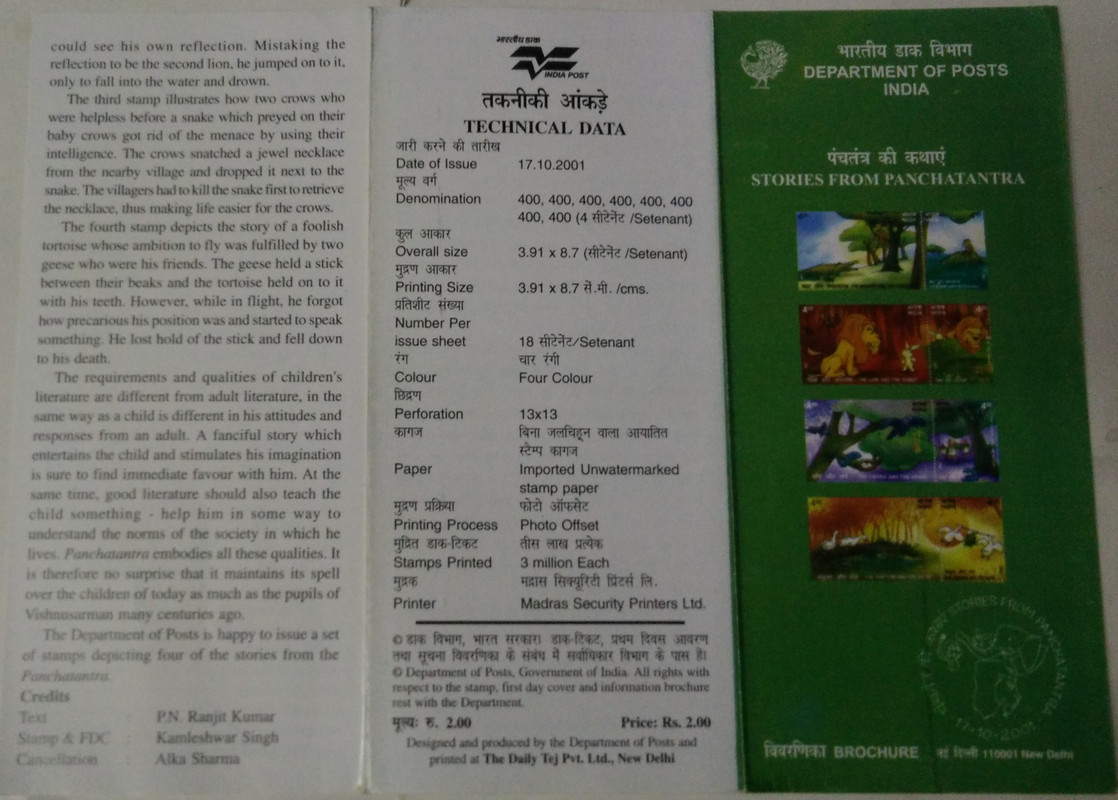 could see his own reflection. Mistaking the
reflection to be the second lion, he jumped on to it,
only to fall into the water and drown.
The third stamp illustrates how two crows who
were helpless before a snake which preyed on their
baby crows got rid of the menace by using their
intelligence. The crows snatched a jewel necklace
from the nearby village and dropped it next to the
snake. The villagers had to kill the snake first to retrieve
the necklace, thus making life easier for the crows.
The fourth stamp depicts the story of a foolish
tortoise whose ambition to fly was fulfilled by two
geese who were his friends. The geese held a stick
between their beaks and the tortoise held on to it
with his teeth. However, while in flight, he forgot
how precarious his position was and started to speak
something. He lost hold of the stick and fell down
to his death.
The requirements and qualities of children's
literature are different from adult literature, in the
same way as a child is different in his attitudes and
responses from an adult. A fanciful story which
entertains the child and stimulates his imagination
is sure to find immediate favour with him. At the
same time, good literature should also teach the
child something - help him in some way to
understand the norms of the society in which he
lives. Panchatantra embodies all these qualities. It
is therefore no surprise that it maintains its spell
over the children of today as much as the pupils of
Vishnusarman many centuries ago.
The Department of Posts is happy to issue a set
of stamps depicting four of the stories from the
Panchatantra.
Credits
Text : P.N. Ranjit Kumar
Stamp & FDC : Kamleshwar Singh
Cancellation : Alka Sharma
भारतीय डाक
INDIA POST
तकनीकी आंकड़े
TECHNICAL DATA
जारी करने की तारीख
Date of Issue 17.10.2001
मूल्य वर्ग
Denomination 400, 400, 400, 400, 400, 400
400, 400 (4 सीटेनेंट /Setenant)
कुल आकार
Overall size 3.91 x 8.7 (सीटेनेंट /Setenant)
मुद्रण आकार
Printing Size 3.91 x 8.7 सें.मी. /cms.
प्रतिशीट संख्या
Number Per
issue sheet 18 सीटेनेंट/Setenant
रंग चार रंगी
Colour Four Colour
छिद्रण
Perforation 13x13
कागज बिना जलचिह्न वाला आयातित
स्टैम्प कागज
Paper Imported Unwatermarked
stamp paper
मुद्रण प्रक्रिया फोटो ऑफसेट
Printing Process Photo Offset
मुद्रित डाक-टिकट तीस लाख प्रत्येक
Stamps Printed 3 million Each
मुद्रक मद्रास सिक्यूरिटी प्रिंटर्स लि.
Printer Madras Security Printers Ltd.
© डाक विभाग, भारत सरकार। डाक-टिकट, प्रथम दिवस आवरण
तथा सूचना विवरणिका के संबंध में सर्वाधिकार विभाग के पास है।
© Department of Posts, Government of India. All rights with
respect to the stamp, first day cover and information brochure
rest with the Department.
मूल्यः रु. 2.00 Price: Rs. 2.00
Designed and produced by the Department of Posts and
printed at The Daily Tej Pvt. Ltd., New Delhi
भारतीय डाक विभाग
DEPARTMENT OF POSTS
INDIA
पंचतंत्र की कथाएं
STORIES FROM PANCHATANTRA
STORIES FROM PANCHATANTRA
17-10-2001
विवरणिका BROCHURE नई दिल्ली 110001 New Delhi